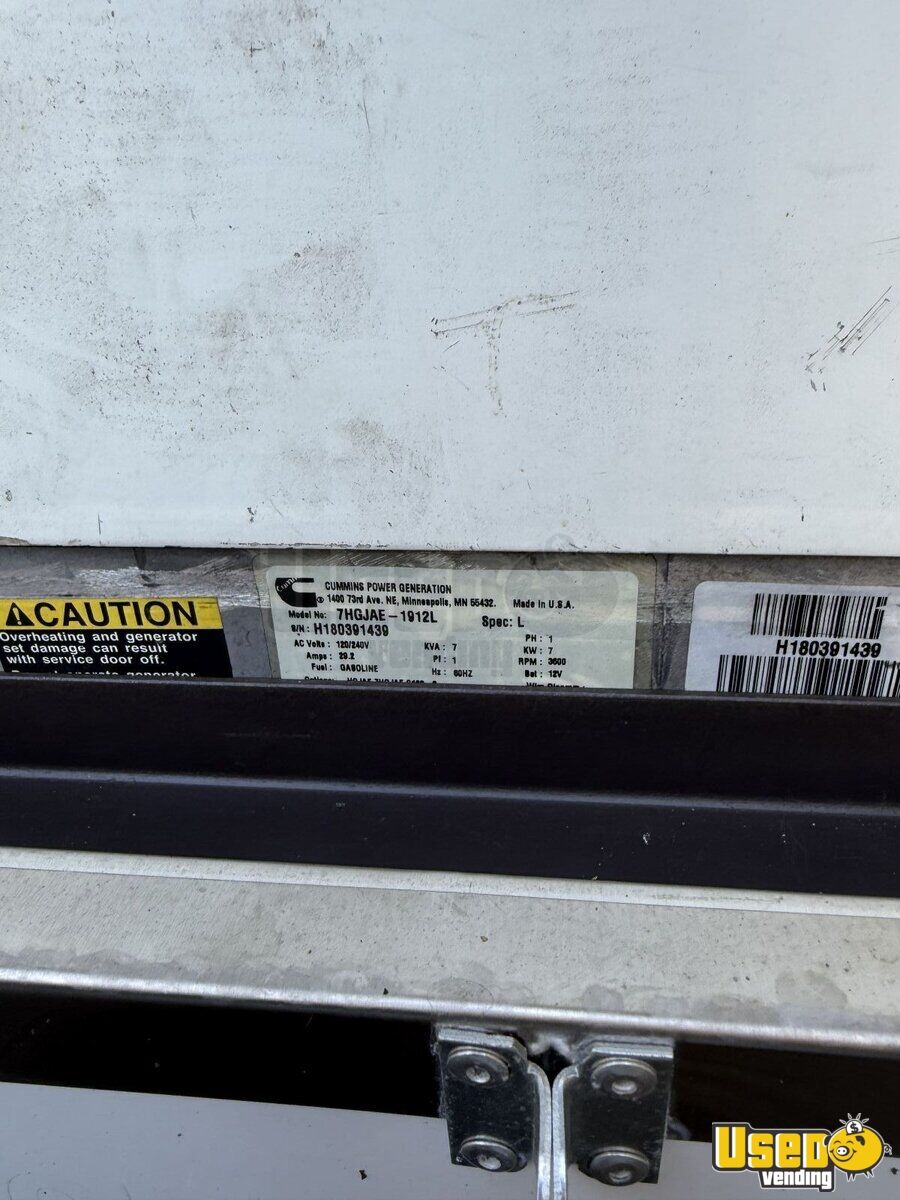 CAUTION
Overheating and generator
set damage can result
with service door off.
CUMMINS POWER GENERATION
1400 73rd Ave. NE, Minneapolis, MN 55432. Made in U.S.A.
Model No: 7HGJAE-1912L Spec: L
S/N: H180391439
AC Volts: 120/240V KVA: 7 PH: 1
Amps: 29.2 Pf: 1 KW: 7
Fuel: GASOLINE Hz: 60HZ RPM: 3600
Bat: 12V
H180391439
USED
vending